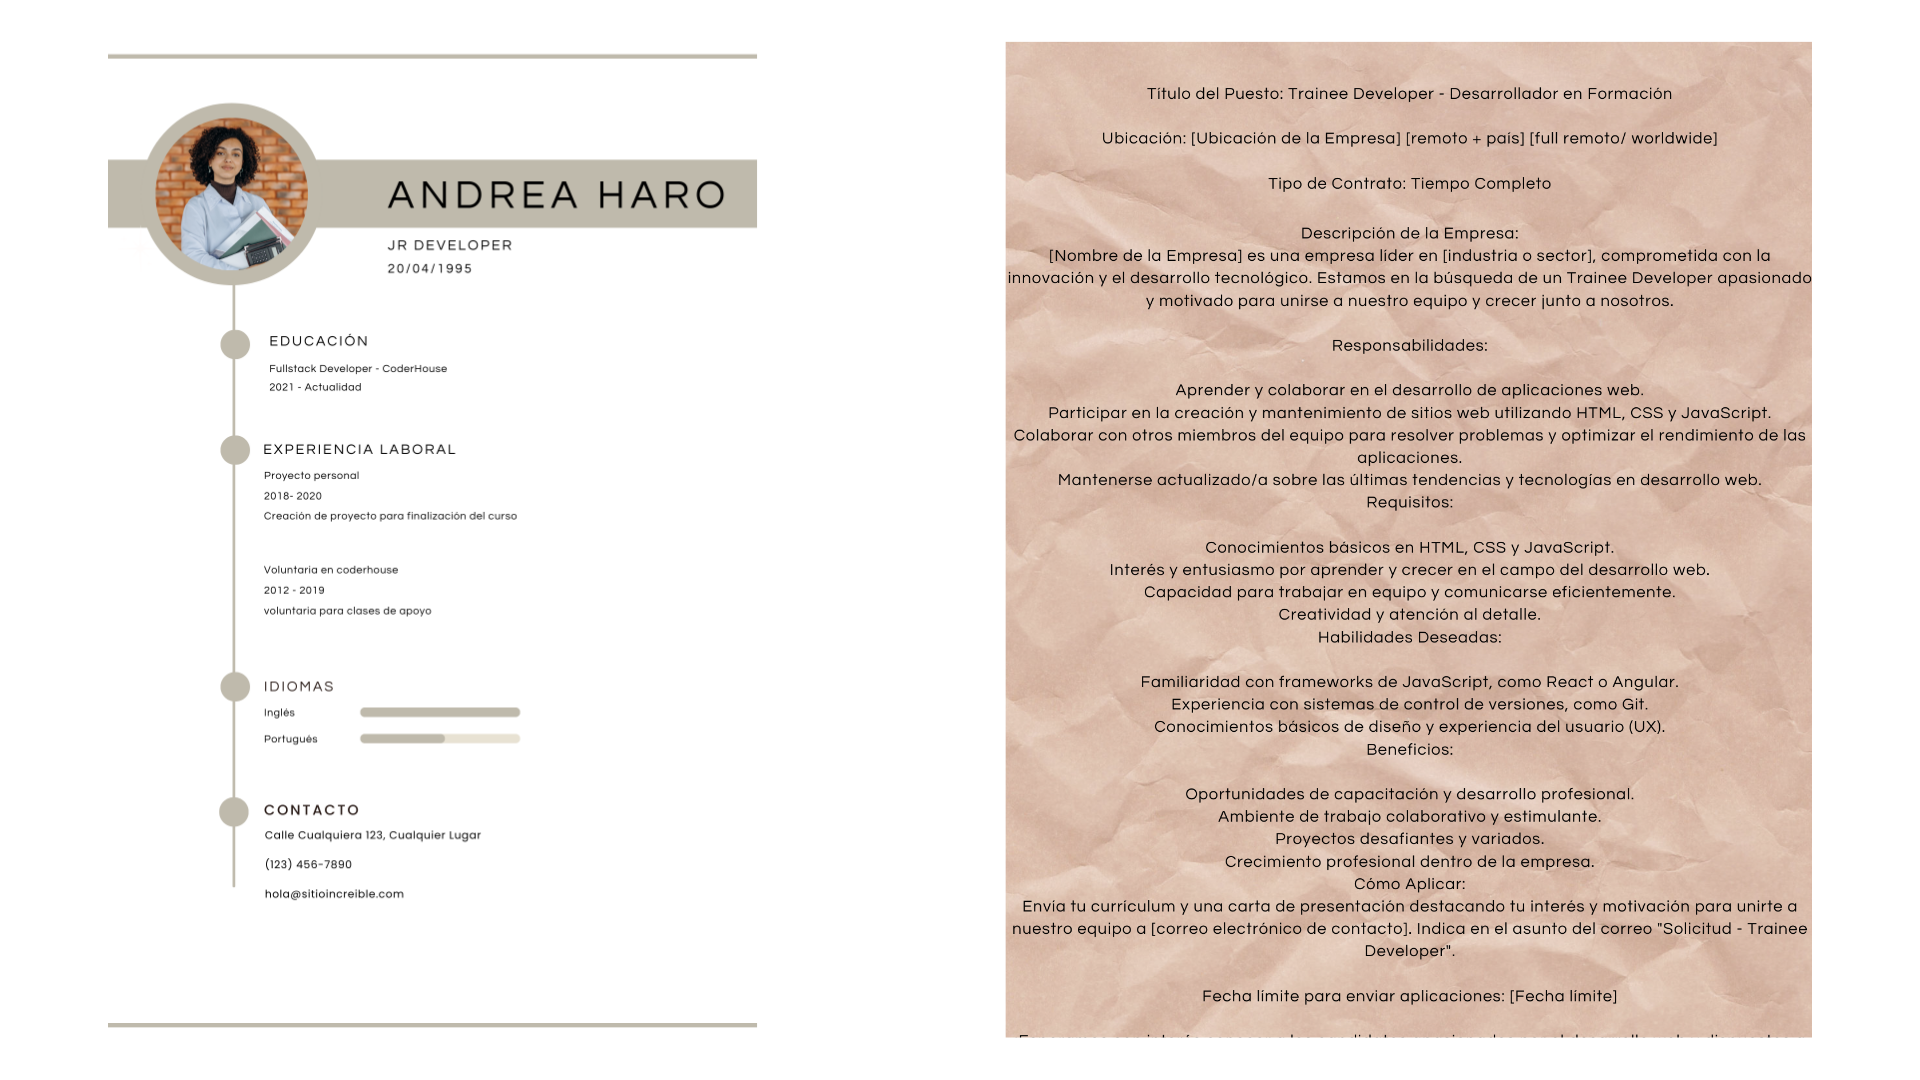 ANDREA HARO
JR DEVELOPER
20/04/1995
EDUCACIÓN
Fullstack Developer - CoderHouse
2021 - Actualidad
EXPERIENCIA LABORAL
Proyecto personal
2018- 2020
Creación de proyecto para finalización del curso
Voluntaria en coderhouse
2012 - 2019
voluntaria para clases de apoyo
IDIOMAS
Inglés
Portugués
CONTACTO
Calle Cualquiera 123, Cualquier Lugar
(123) 456-7890
hola@sitioincreible.com
Título del Puesto: Trainee Developer - Desarrollador en Formación
Ubicación: [Ubicación de la Empresa] [remoto + país] [full remoto/ worldwide]
Tipo de Contrato: Tiempo Completo
Descripción de la Empresa:
[Nombre de la Empresa] es una empresa líder en [industria o sector], comprometida con la
innovación y el desarrollo tecnológico. Estamos en la búsqueda de un Trainee Developer apasionado
y motivado para unirse a nuestro equipo y crecer junto a nosotros.
Responsabilidades:
Aprender y colaborar en el desarrollo de aplicaciones web.
Participar en la creación y mantenimiento de sitios web utilizando HTML, CSS y JavaScript.
Colaborar con otros miembros del equipo para resolver problemas y optimizar el rendimiento de las
aplicaciones.
Mantenerse actualizado/a sobre las últimas tendencias y tecnologías en desarrollo web.
Requisitos:
Conocimientos básicos en HTML, CSS y JavaScript.
Interés y entusiasmo por aprender y crecer en el campo del desarrollo web.
Capacidad para trabajar en equipo y comunicarse eficientemente.
Creatividad y atención al detalle.
Habilidades Deseadas:
Familiaridad con frameworks de JavaScript, como React o Angular.
Experiencia con sistemas de control de versiones, como Git.
Conocimientos básicos de diseño y experiencia del usuario (UX).
Beneficios:
Oportunidades de capacitación y desarrollo profesional.
Ambiente de trabajo colaborativo y estimulante.
Proyectos desafiantes y variados.
Crecimiento profesional dentro de la empresa.
Cómo Aplicar:
Envía tu currículum y una carta de presentación destacando tu interés y motivación para unirte a
nuestro equipo a [correo electrónico de contacto]. Indica en el asunto del correo "Solicitud - Trainee
Developer".
Fecha límite para enviar aplicaciones: [Fecha límite]